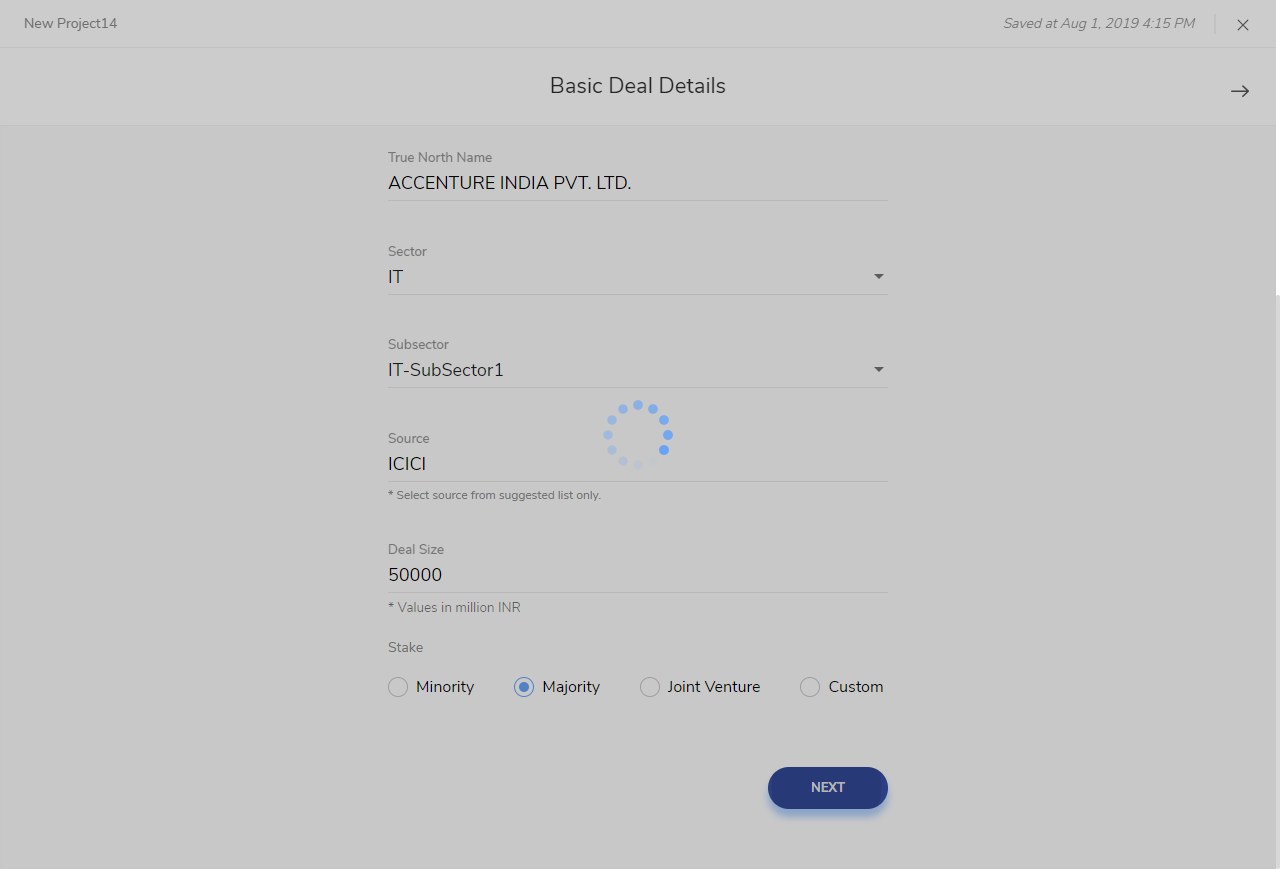 New Project14
Saved at Aug 1, 2019 4:15 PM
Basic Deal Details
True North Name
ACCENTURE INDIA PVT. LTD.
Sector
IT
Subsector
IT-SubSector1
Source
ICICI
* Select source from suggested list only.
Deal Size
50000
* Values in million INR
Stake
Minority Majority Joint Venture Custom
NEXT